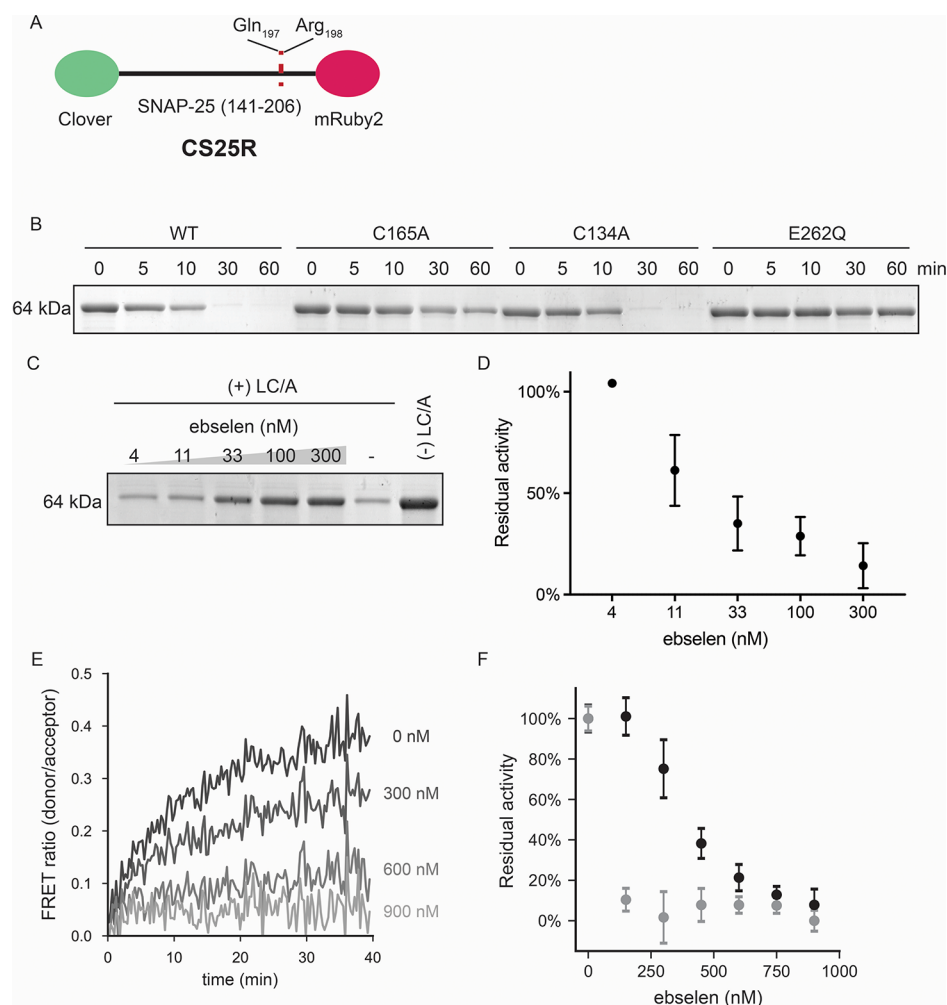 A
Gln197 Arg198
SNAP-25 (141-206)
Clover mRuby2
CS25R
B
WT C165A C134A E262Q
0 5 10 30 60 0 5 10 30 60 0 5 10 30 60 0 5 10 30 60 min
64 kDa
C
(+) LC/A
ebselen (nM)
4 11 33 100 300 - (-) LC/A
64 kDa
D
Residual activity
100%
50%
0%
4 11 33 100 300
ebselen (nM)
E
FRET ratio (donor/acceptor)
0.5
0.4
0.3
0.2
0.1
0.0
0 nM
300 nM
600 nM
900 nM
0 10 20 30 40
time (min)
F
Residual activity
100%
80%
60%
40%
20%
0%
0 250 500 750 1000
ebselen (nM)